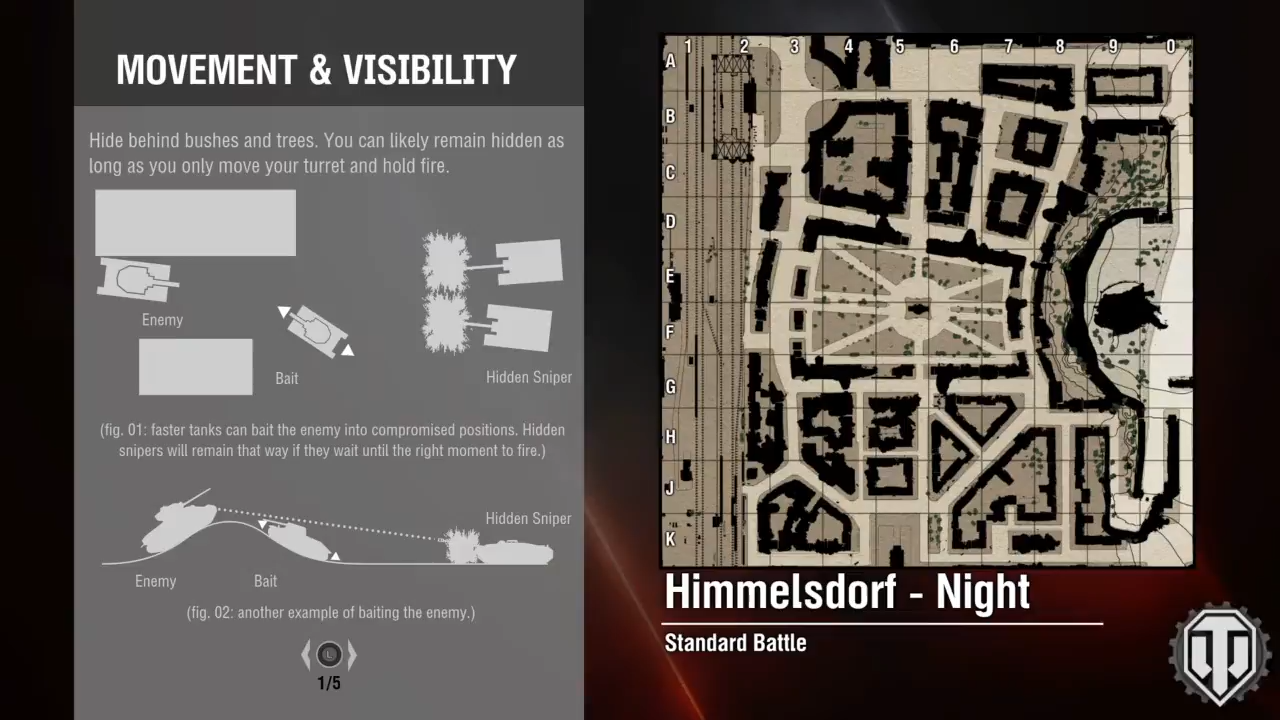 MOVEMENT & VISIBILITY
Hide behind bushes and trees. You can likely remain hidden as
long as you only move your turret and hold fire.
Enemy
Bait
Hidden Sniper
(fig. 01: faster tanks can bait the enemy into compromised positions. Hidden
snipers will remain that way if they wait until the right moment to fire.)
Hidden Sniper
Enemy
Bait
(fig. 02: another example of baiting the enemy.)
L
1/5
1 2 3 4 5 6 7 8 9 0
A
B
C
D
E
F
G
H
J
K
Himmelsdorf - Night
Standard Battle